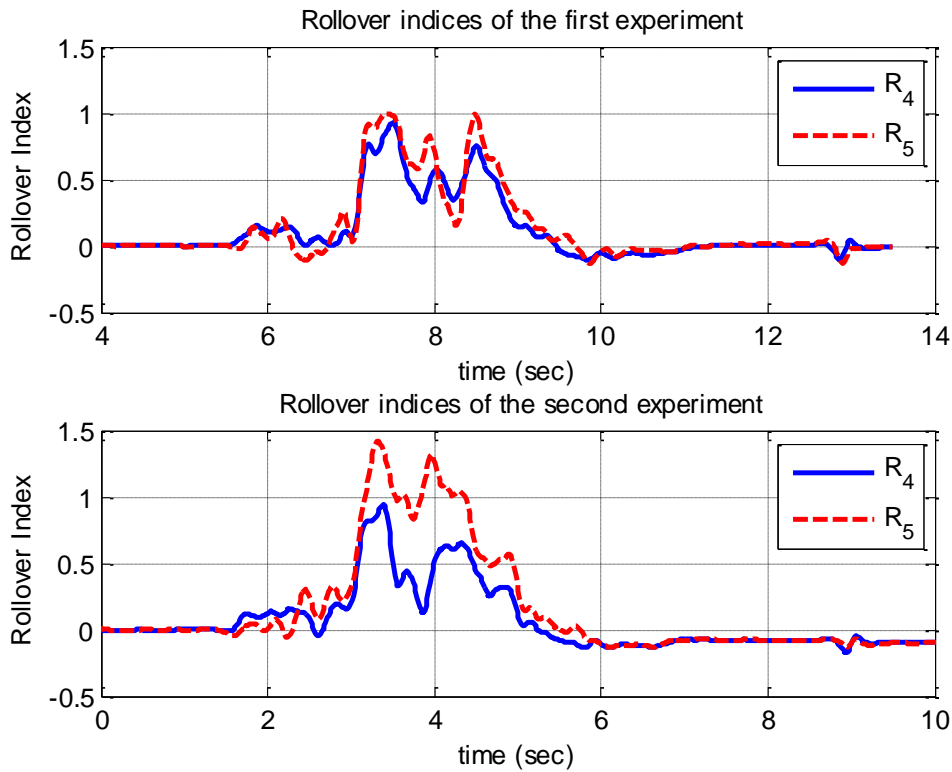 Rollover indices of the first experiment
1.5
1
0.5
0
-0.5
Rollover Index
R4
R5
4 6 8 10 12 14
time (sec)
Rollover indices of the second experiment
1.5
1
0.5
0
-0.5
Rollover Index
R4
R5
0 2 4 6 8 10
time (sec)